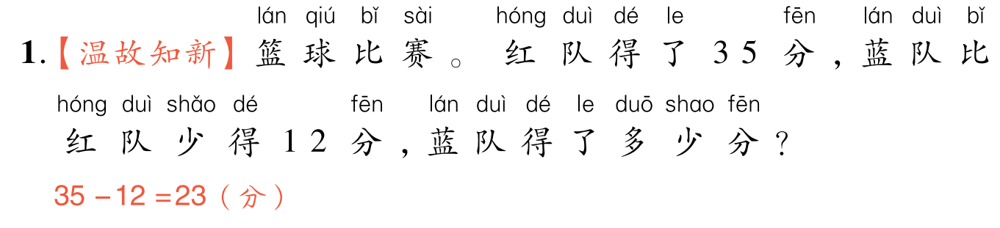 lán qiú bǐ sài hóng duì dé le fēn lán duì bǐ
1.【温故知新】篮球比赛。红队得了35分,蓝队比
hóng duì shǎo dé fēn lán duì dé le duō shao fēn
红队少得12分,蓝队得了多少分?
35－12=23(分)